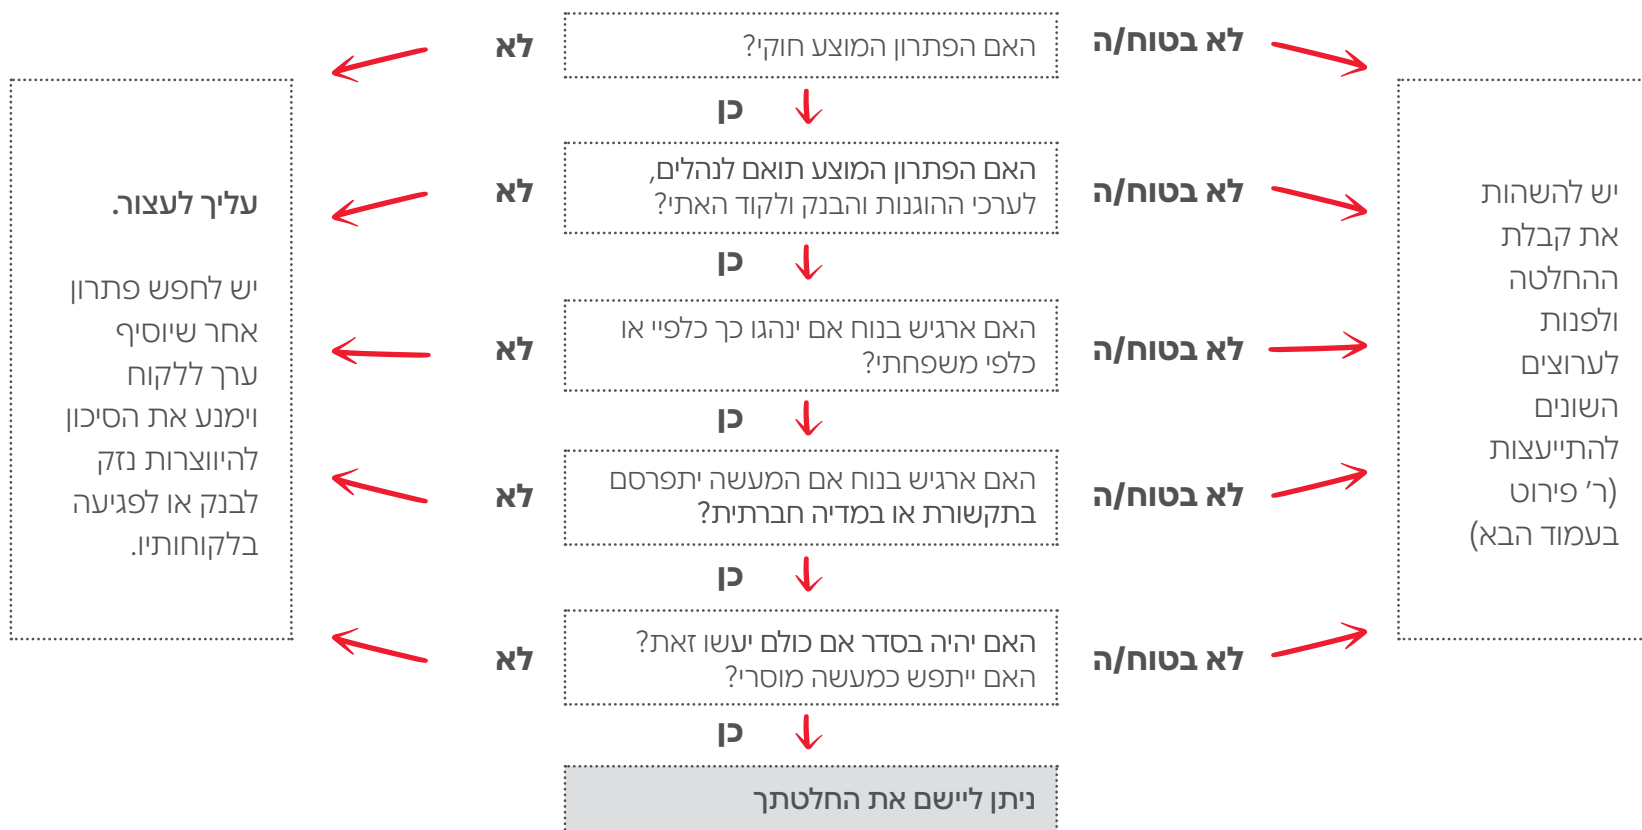 האם הפתרון המוצע חוקי?
לא בטוח/ה
לא
כן
האם הפתרון המוצע תואם לנהלים,
לערכי ההוגנות והבנק ולקוד האתי?
לא בטוח/ה
לא
כן
האם ארגיש בנוח אם ינהגו כך כלפיי או
כלפי משפחתי?
לא בטוח/ה
לא
כן
האם ארגיש בנוח אם המעשה יתפרסם
בתקשורת או במדיה חברתית?
לא בטוח/ה
לא
כן
האם יהיה בסדר אם כולם יעשו זאת?
האם ייתפש כמעשה מוסרי?
לא בטוח/ה
לא
כן
ניתן ליישם את החלטתך
יש להשהות
את קבלת
ההחלטה
ולפנות
לערוצים
השונים
להתייעצות
(ר' פירוט
בעמוד הבא)
עליך לעצור.
יש לחפש פתרון
אחר שיוסיף
ערך ללקוח
וימנע את הסיכון
להיווצרות נזק
לבנק או לפגיעה
בלקוחותיו.